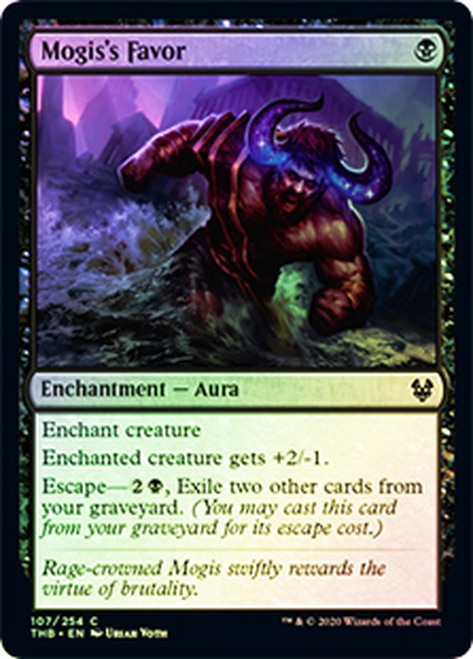 Mogis's Favor
Enchantment — Aura
Enchant creature
Enchanted creature gets +2/-1.
Escape—2, Exile two other cards from
your graveyard. (You may cast this card
from your graveyard for its escape cost.)
Rage-crowned Mogis swiftly rewards the
virtue of brutality.
107/254 C
THB • EN Uriah Voth
™ & © 2020 Wizards of the Coast